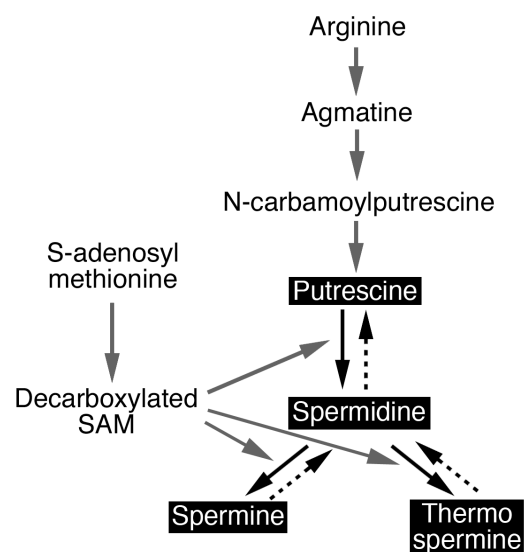 Arginine
Agmatine
N-carbamoylputrescine
S-adenosyl
methionine
Putrescine
Decarboxylated
SAM
Spermidine
Spermine
Thermo
spermine